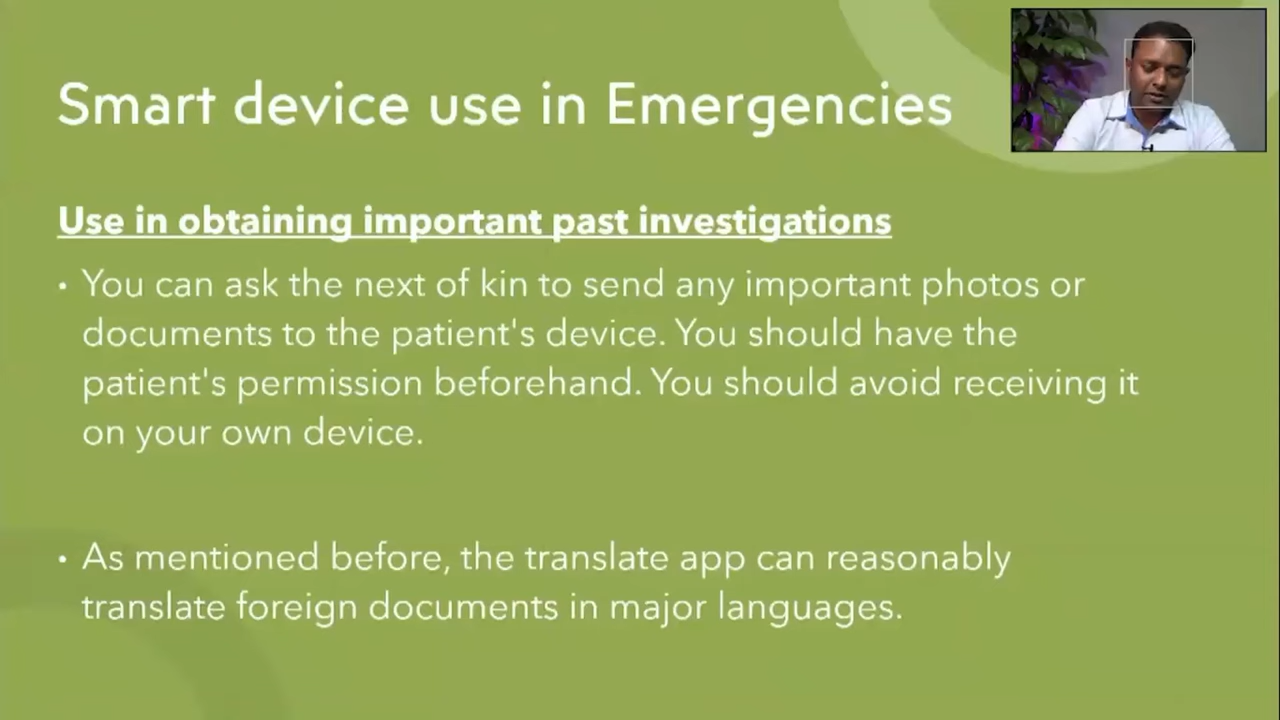 Smart device use in Emergencies
Use in obtaining important past investigations
• You can ask the next of kin to send any important photos or
documents to the patient's device. You should have the
patient's permission beforehand. You should avoid receiving it
on your own device.
• As mentioned before, the translate app can reasonably
translate foreign documents in major languages.